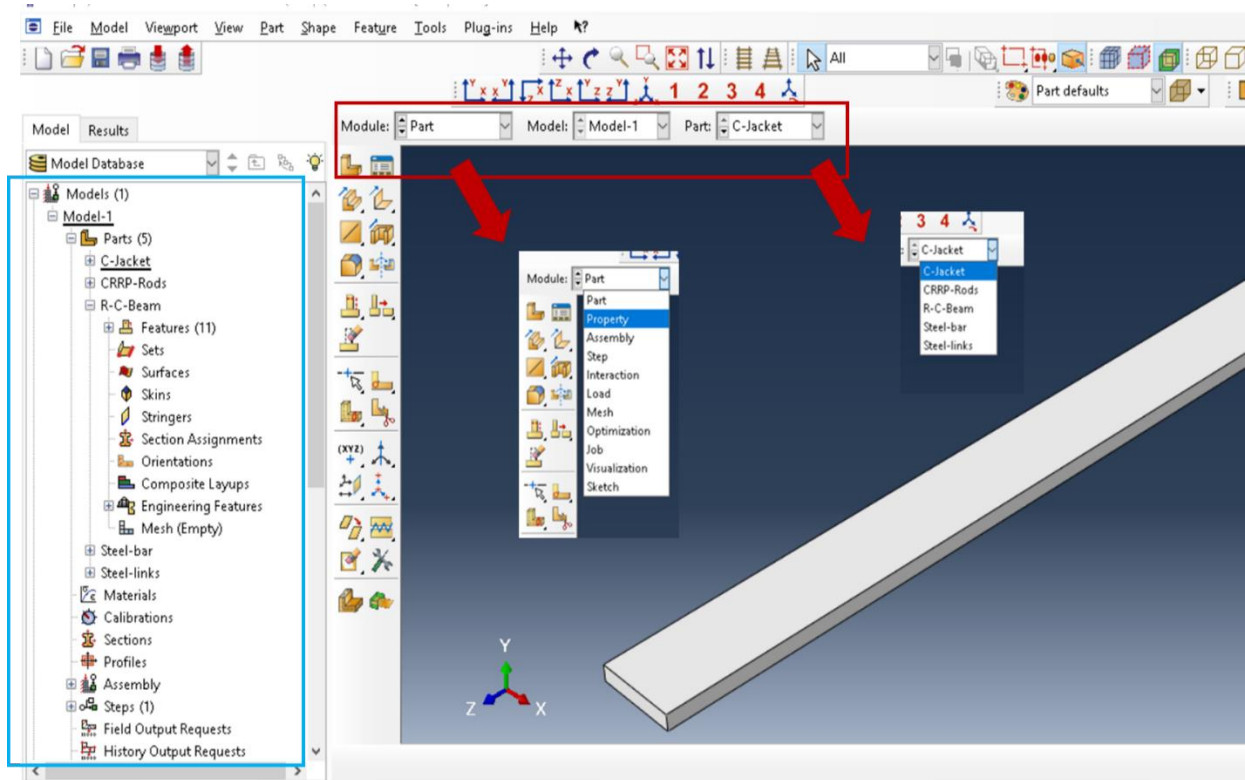 File Model Viewport View Part Shape Feature Tools Plug-ins Help
All
1 2 3 4
Part defaults
Model Results
Module: Part Model: Model-1 Part: C-Jacket
Model Database
Models (1)
Model-1
Parts (5)
C-Jacket
CRRP-Rods
R-C-Beam
Features (11)
Sets
Surfaces
Skins
Stringers
Section Assignments
Orientations
Composite Layups
Engineering Features
Mesh (Empty)
Steel-bar
Steel-links
Materials
Calibrations
Sections
Profiles
Assembly
Steps (1)
Field Output Requests
History Output Requests
(XYZ)
Module: Part
Part
Property
Assembly
Step
Interaction
Load
Mesh
Optimization
Job
Visualization
Sketch
3 4
C-Jacket
C-Jacket
CRRP-Rods
R-C-Beam
Steel-bar
Steel-links
Y
Z X